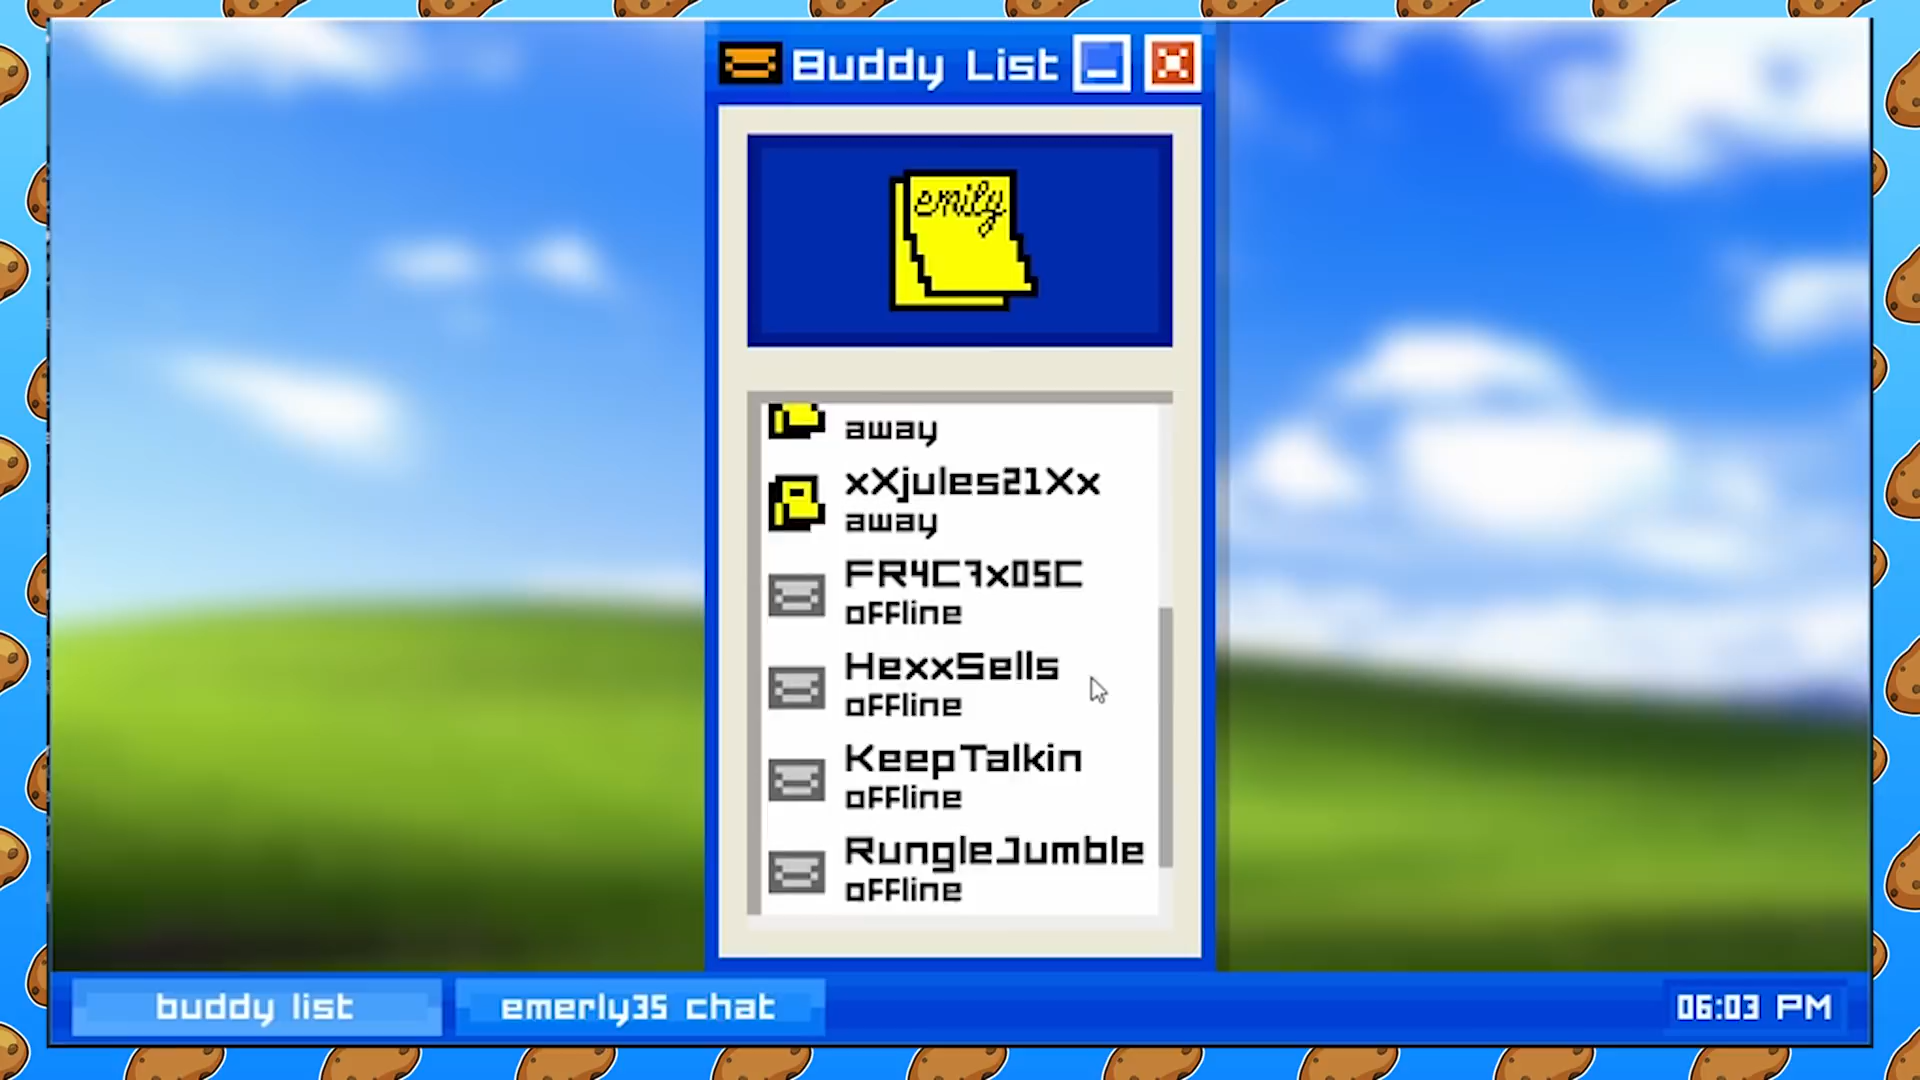 Buddy List
emily
away
xXjules21Xx
away
FR4C7x05C
offline
HexxSells
offline
KeepTalkin
offline
RungleJumble
offline
buddy list
emerly35 chat
06:03 PM